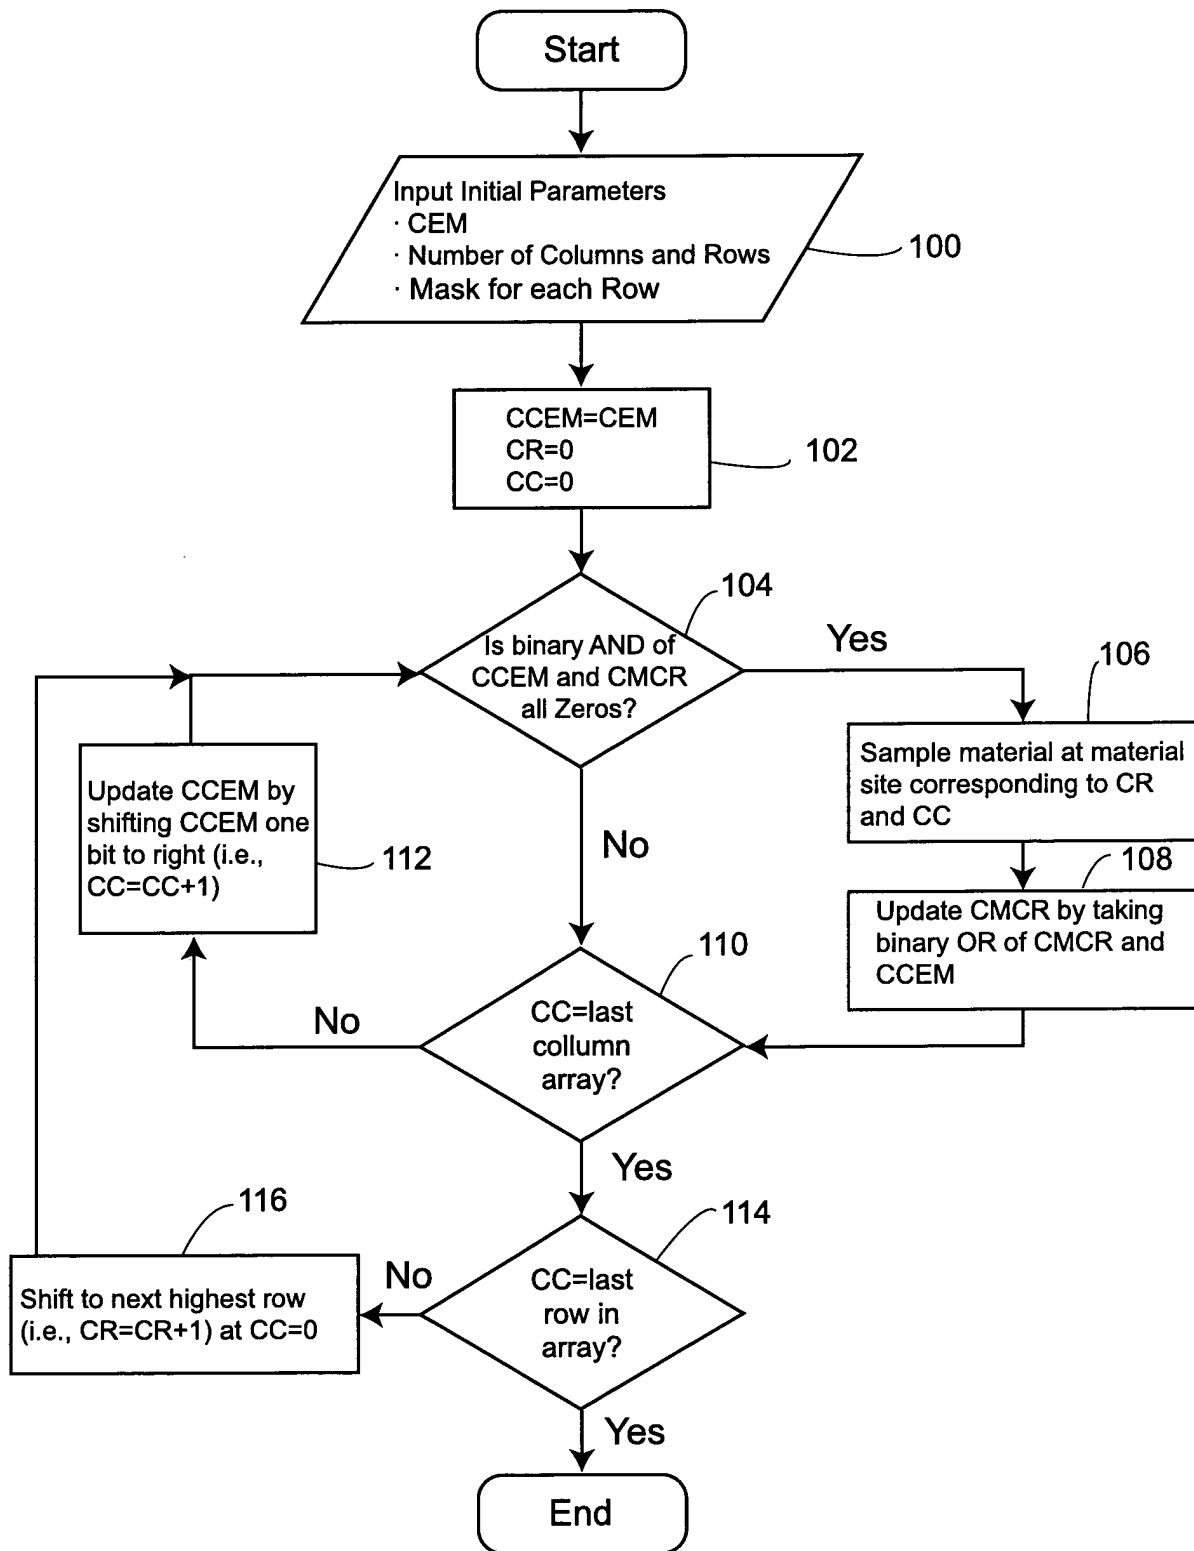 Start
Input Initial Parameters
· CEM
· Number of Columns and Rows
· Mask for each Row
100
CCEM=CEM
CR=0
CC=0
102
104
Is binary AND of
CCEM and CMCR
all Zeros?
Yes
106
Sample material at material
site corresponding to CR
and CC
Update CCEM by
shifting CCEM one
bit to right (i.e.,
CC=CC+1)
112
No
108
Update CMCR by taking
binary OR of CMCR and
CCEM
110
No
CC=last
collumn
array?
Yes
116
114
Shift to next highest row
(i.e., CR=CR+1) at CC=0
No
CC=last
row in
array?
Yes
End